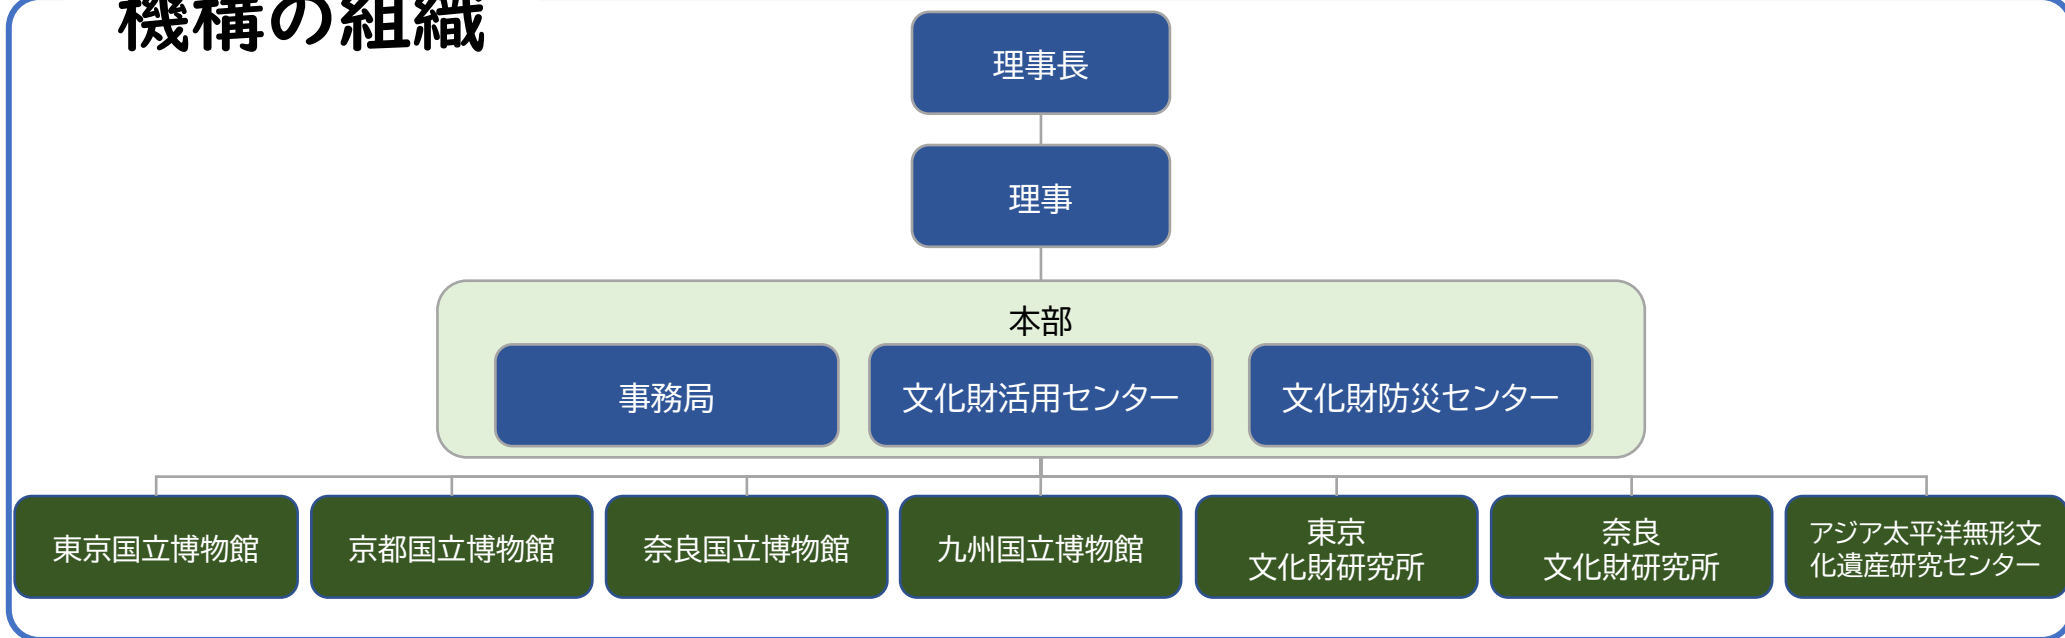 機構の組織
理事長
理事
本部
事務局
文化財活用センター
文化財防災センター
東京国立博物館
京都国立博物館
奈良国立博物館
九州国立博物館
東京
文化財研究所
奈良
文化財研究所
アジア太平洋無形文
化遺産研究センター